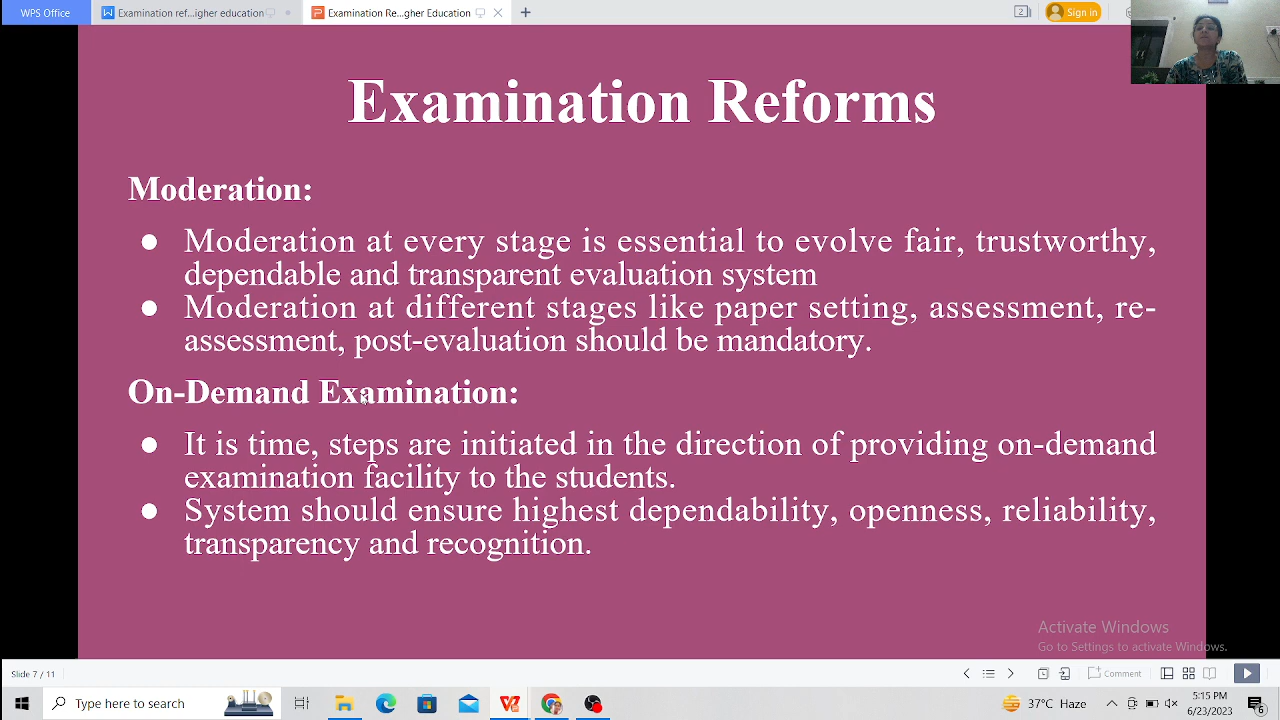 WPS Office
Examination ref...igher education
Examination Re...gher Education
Sign in
Examination Reforms
Moderation:
● Moderation at every stage is essential to evolve fair, trustworthy,
dependable and transparent evaluation system
● Moderation at different stages like paper setting, assessment, re-
assessment, post-evaluation should be mandatory.
On-Demand Examination:
● It is time, steps are initiated in the direction of providing on-demand
examination facility to the students.
● System should ensure highest dependability, openness, reliability,
transparency and recognition.
Activate Windows
Go to Settings to activate Windows.
Slide 7 / 11
Comment
Type here to search
37°C Haze
5:15 PM
6/23/2023
6